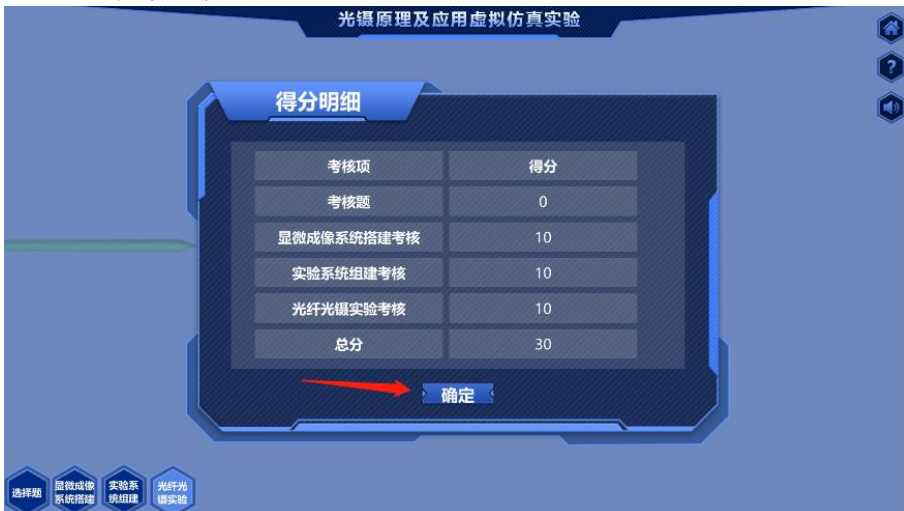 光镊原理及应用虚拟仿真实验
?
得分明细
考核项 得分
考核题 0
显微成像系统搭建考核 10
实验系统组建考核 10
光纤光镊实验考核 10
总分 30
确定
选择题
显微成像
系统搭建
实验系
统组建
光纤光
镊实验